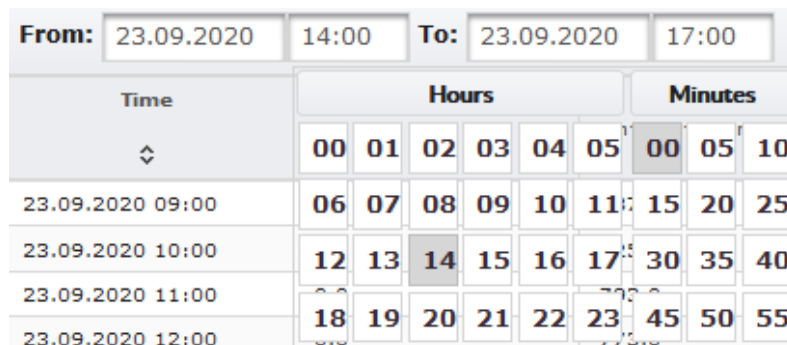 From: 23.09.2020 14:00 To: 23.09.2020 17:00
Time Hours Minutes
00 01 02 03 04 05 00 05 10
23.09.2020 09:00 06 07 08 09 10 11 15 20 25
23.09.2020 10:00 12 13 14 15 16 17 30 35 40
23.09.2020 11:00
23.09.2020 12:00 18 19 20 21 22 23 45 50 55